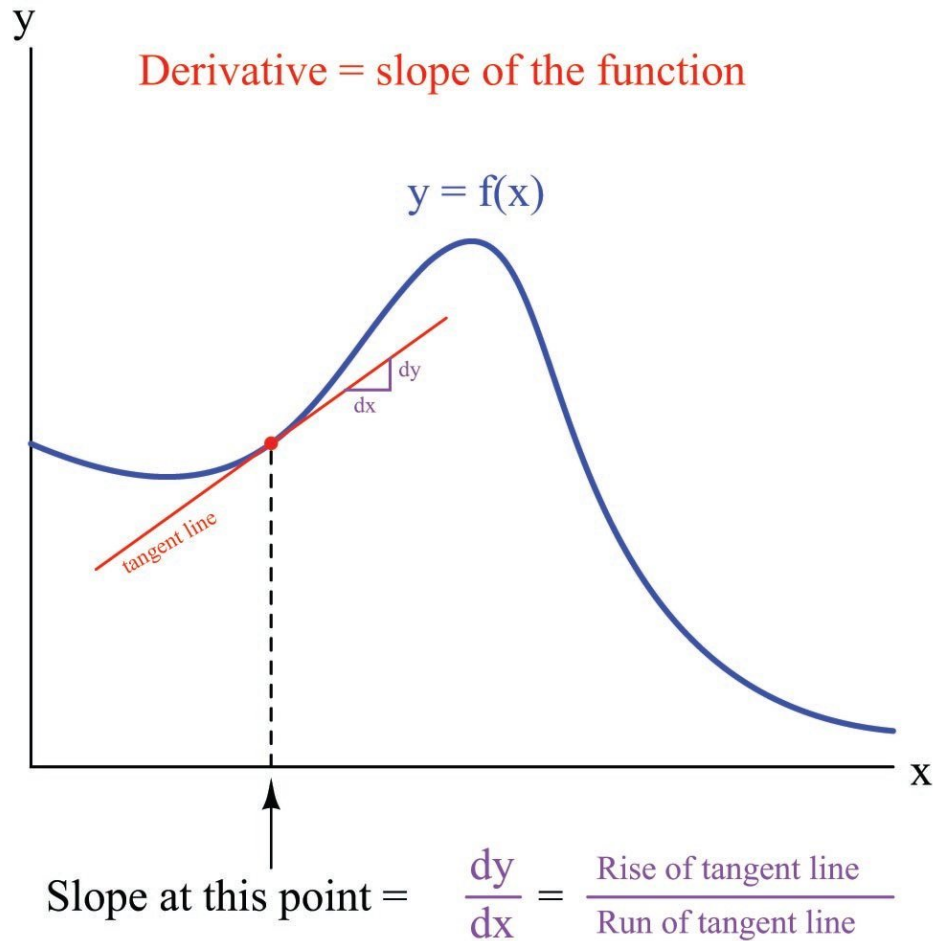 y
Derivative = slope of the function
y = f(x)
dy
dx
tangent line
x
Slope at this point = dy/dx = Rise of tangent line/Run of tangent line